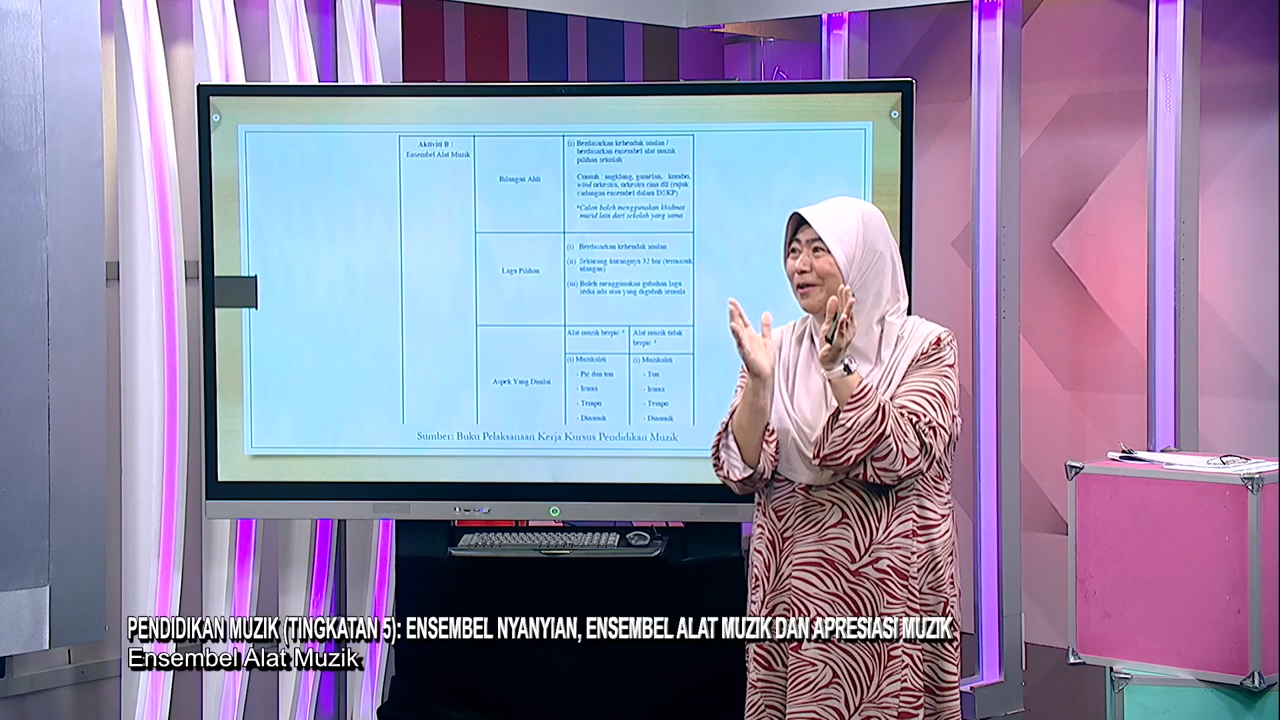 Aktiviti B :
Ensembel Alat Muzik
Bilangan Ahli
(i) Berdasarkan kehendak soalan /
berdasarkan ensembel alat muzik
pilihan sekolah
Contoh : angklung, gamelan, kombo,
wind orkestra, orkestra cina dll (rujuk
cadangan ensembel dalam DSKP)
*Calon boleh menggunakan khidmat
murid lain dari sekolah yang sama
Lagu Pilihan
(i) Berdasarkan kehendak soalan
(ii) Sekurang-kurangnya 32 bar (termasuk
ulangan)
(iii) Boleh menggunakan gubahan lagu
sedia ada atau yang digubah semula
Aspek Yang Dinilai
Alat muzik berpic *
Alat muzik tidak
berpic *
(i) Muzikaliti
- Pic dan ton
- Irama
- Tempo
- Dinamik
(i) Muzikaliti
- Ton
- Irama
- Tempo
- Dinamik
Sumber: Buku Pelaksanaan Kerja Kursus Pendidikan Muzik
PENDIDIKAN MUZIK (TINGKATAN 5): ENSEMBEL NYANYIAN, ENSEMBEL ALAT MUZIK DAN APRESIASI MUZIK
Ensembel Alat Muzik